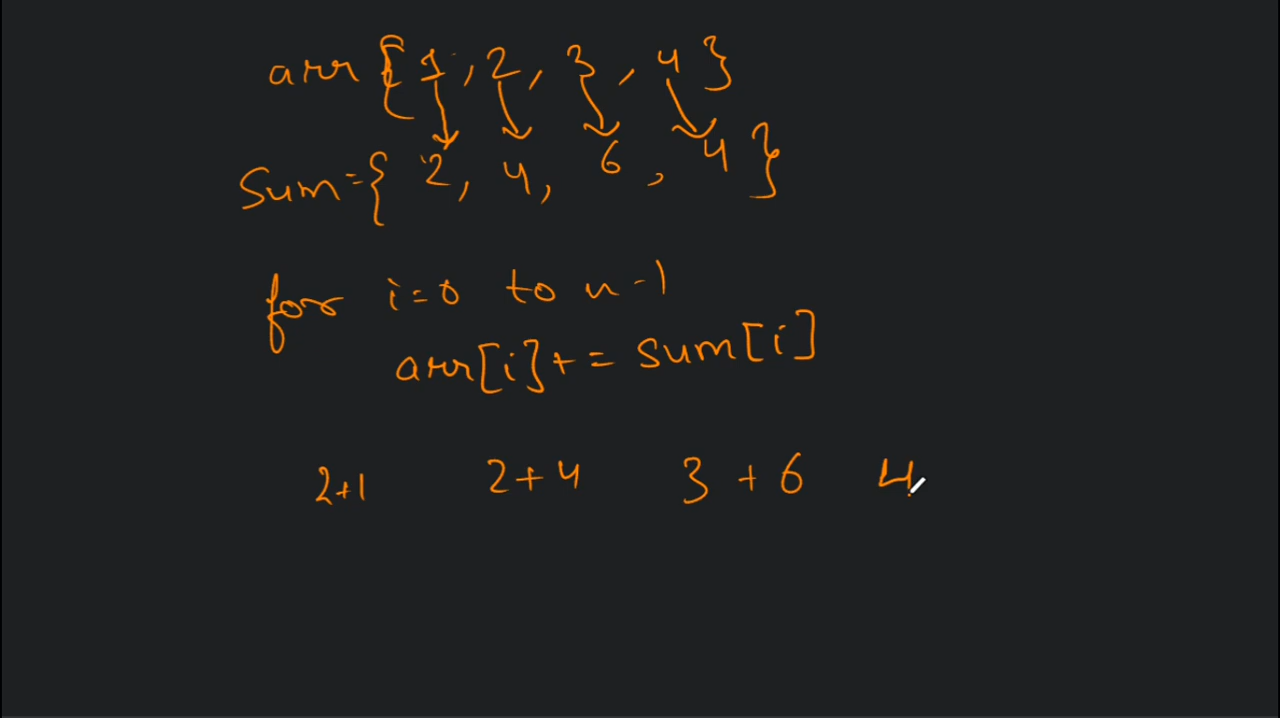 arr {1, 2, 3, 4}
Sum={ 2, 4, 6, 4}
for i=0 to n-1
arr[i]+= sum[i]
2+1 2+4 3+6 4